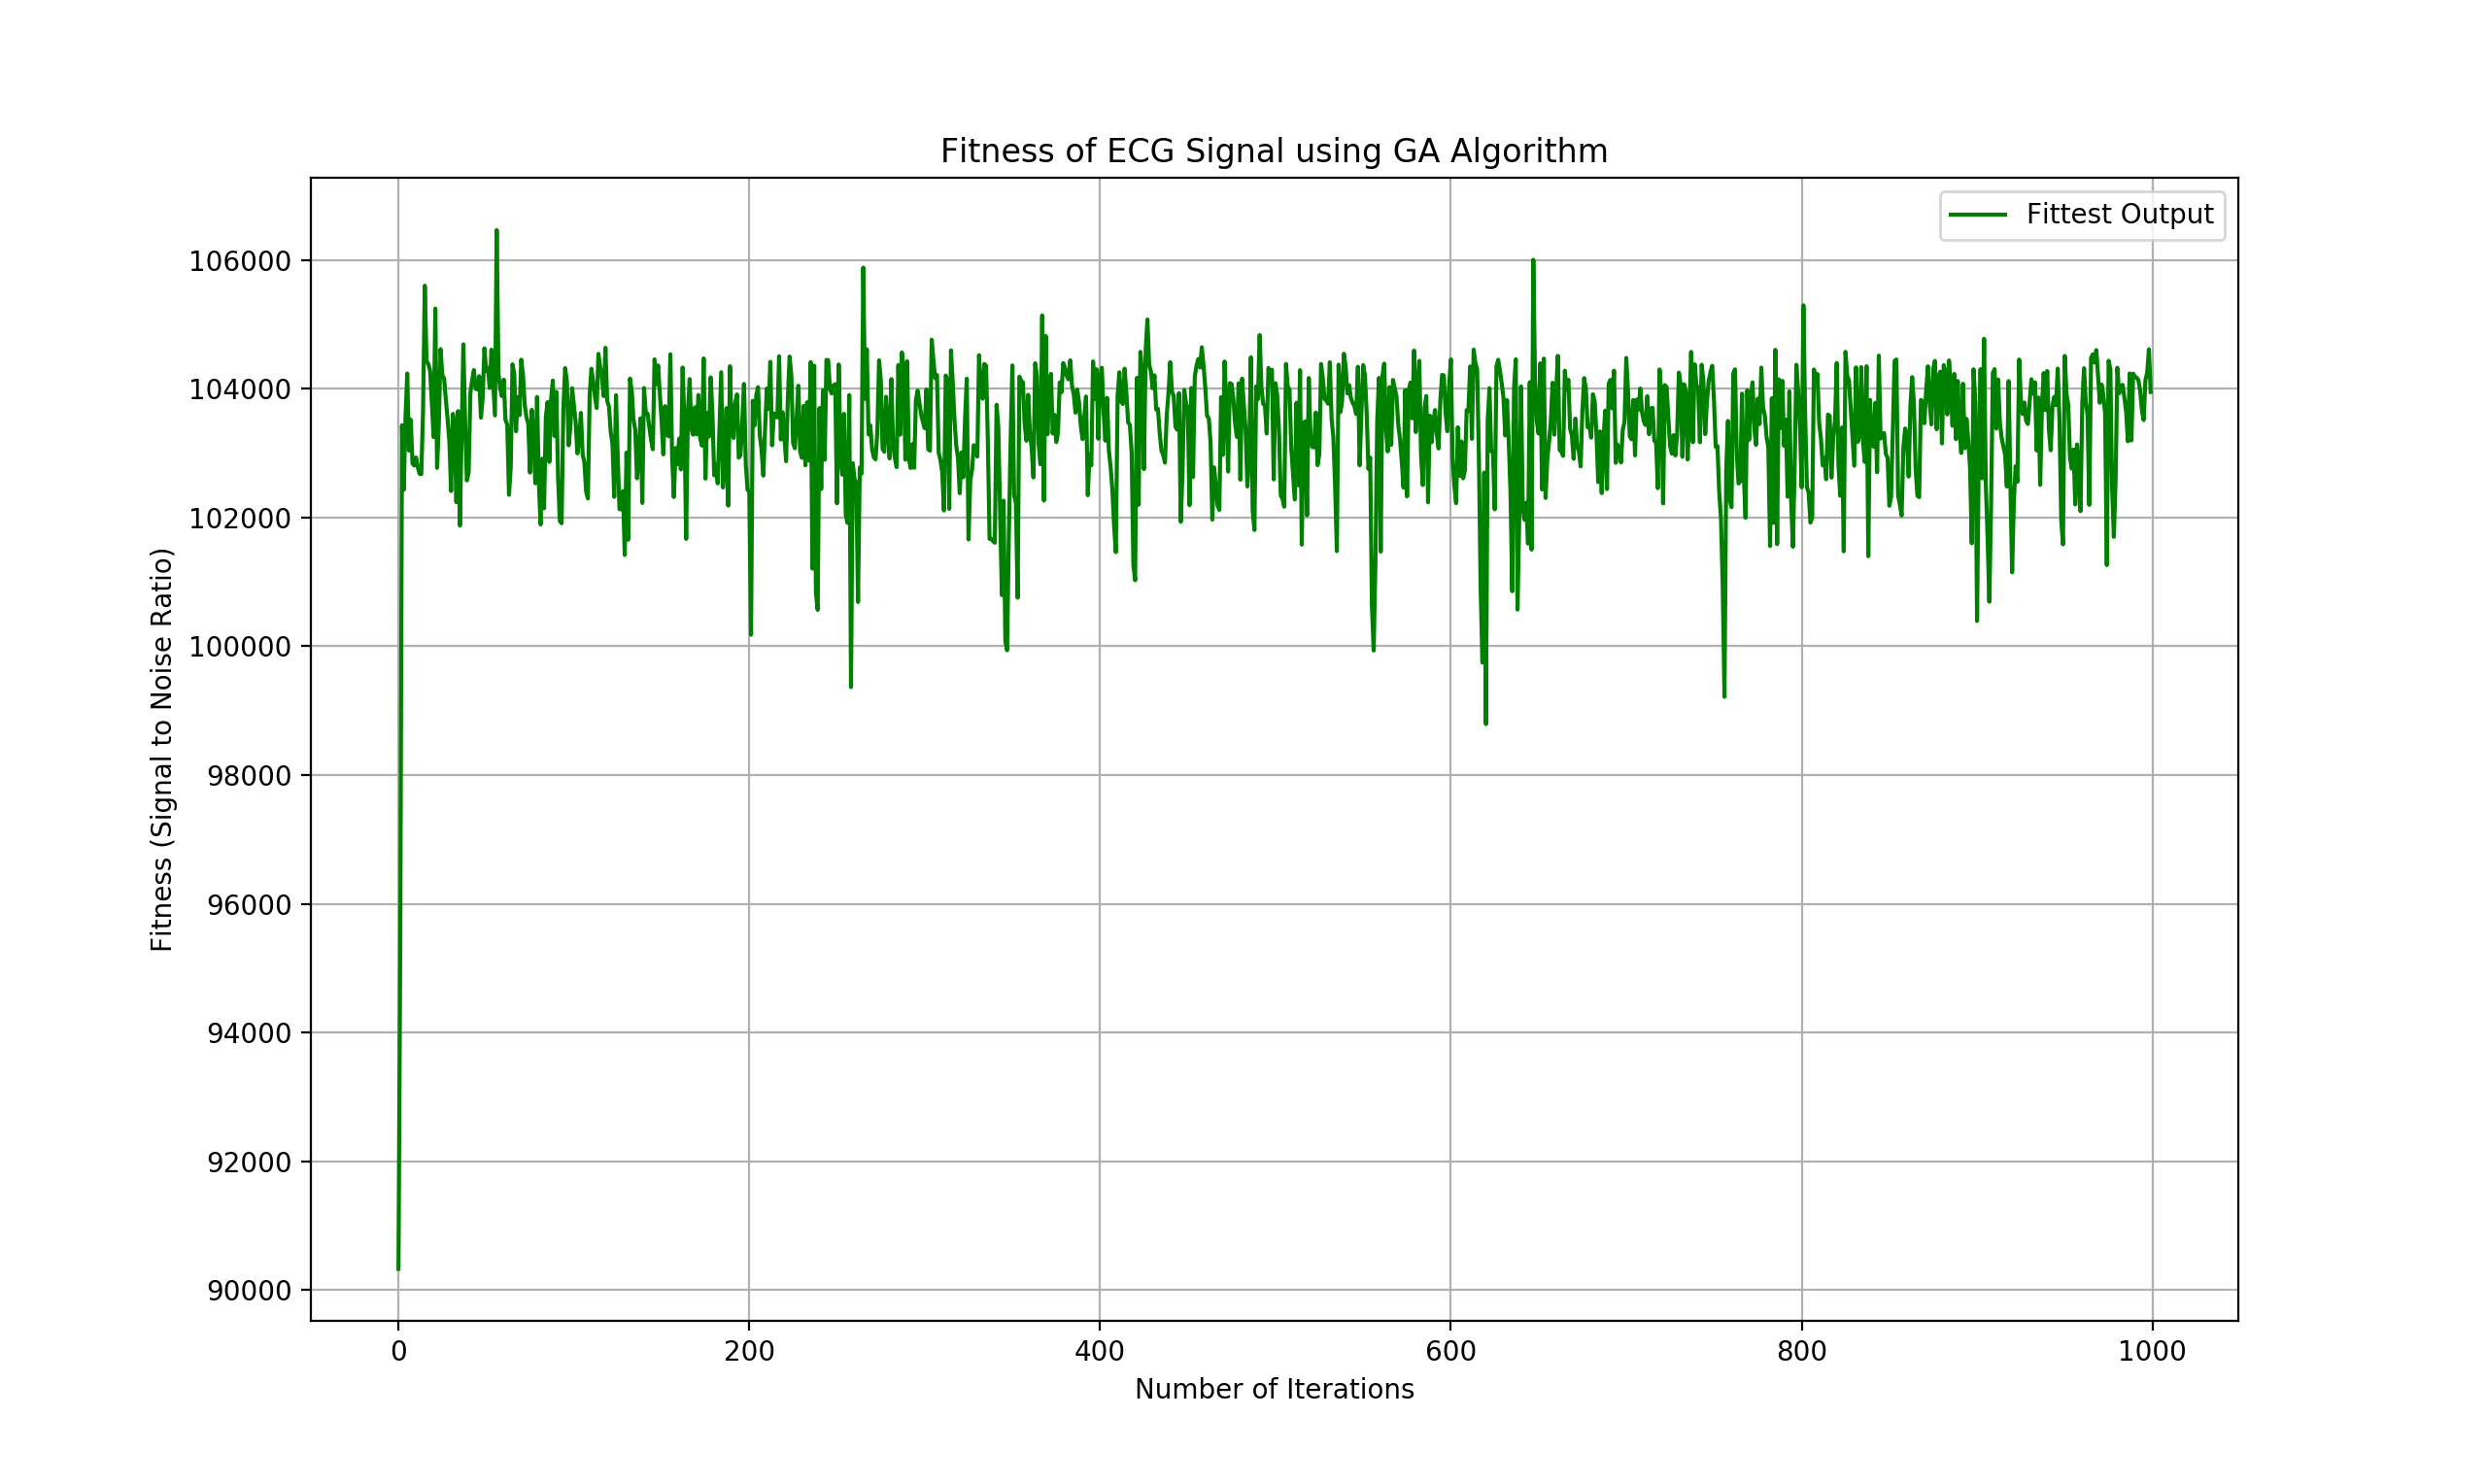 Fitness of ECG Signal using GA Algorithm
Fittest Output
Fitness (Signal to Noise Ratio)
106000
104000
102000
100000
98000
96000
94000
92000
90000
0 200 400 600 800 1000
Number of Iterations